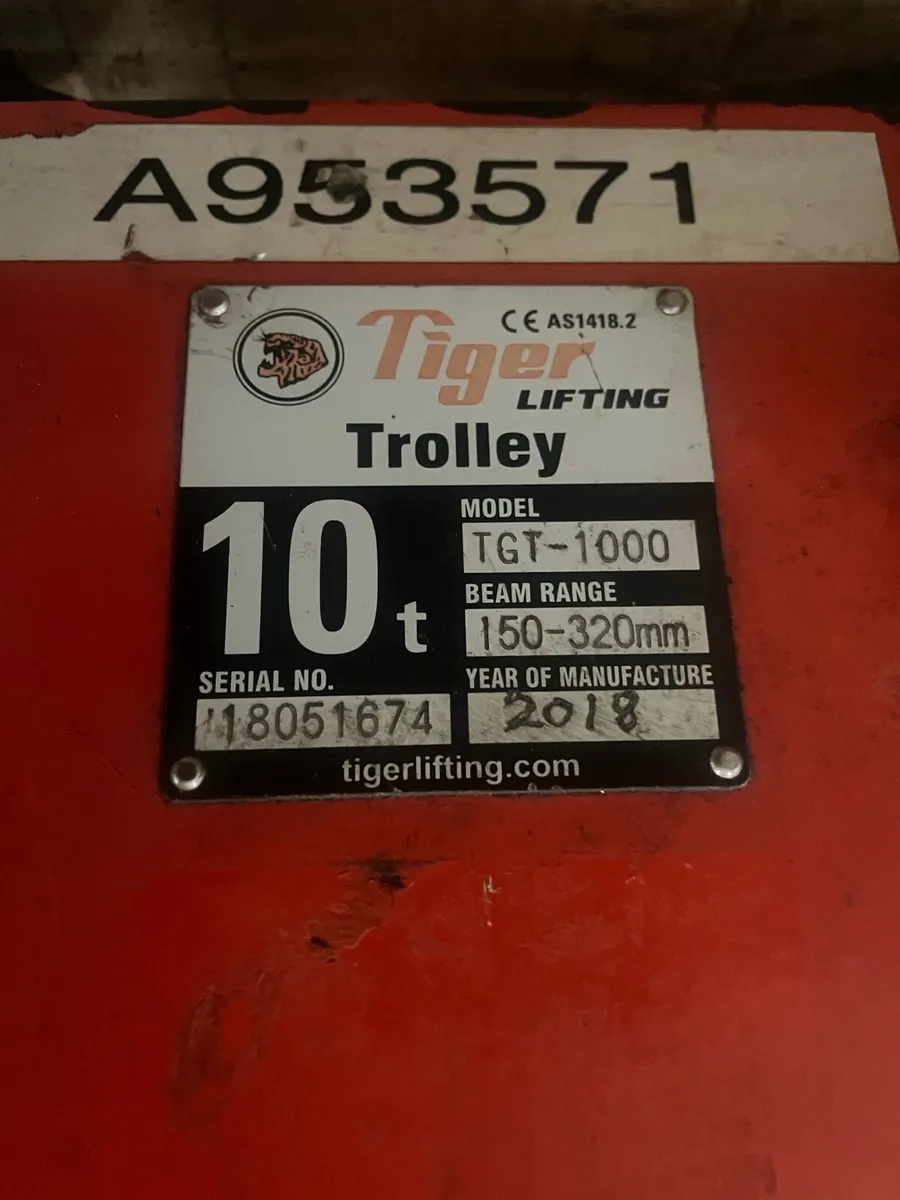 A953571
CE AS1418.2
Tiger
LIFTING
Trolley
10t
MODEL
TGT-1000
BEAM RANGE
150-320mm
SERIAL NO.
18051674
YEAR OF MANUFACTURE
2018
tigerlifting.com